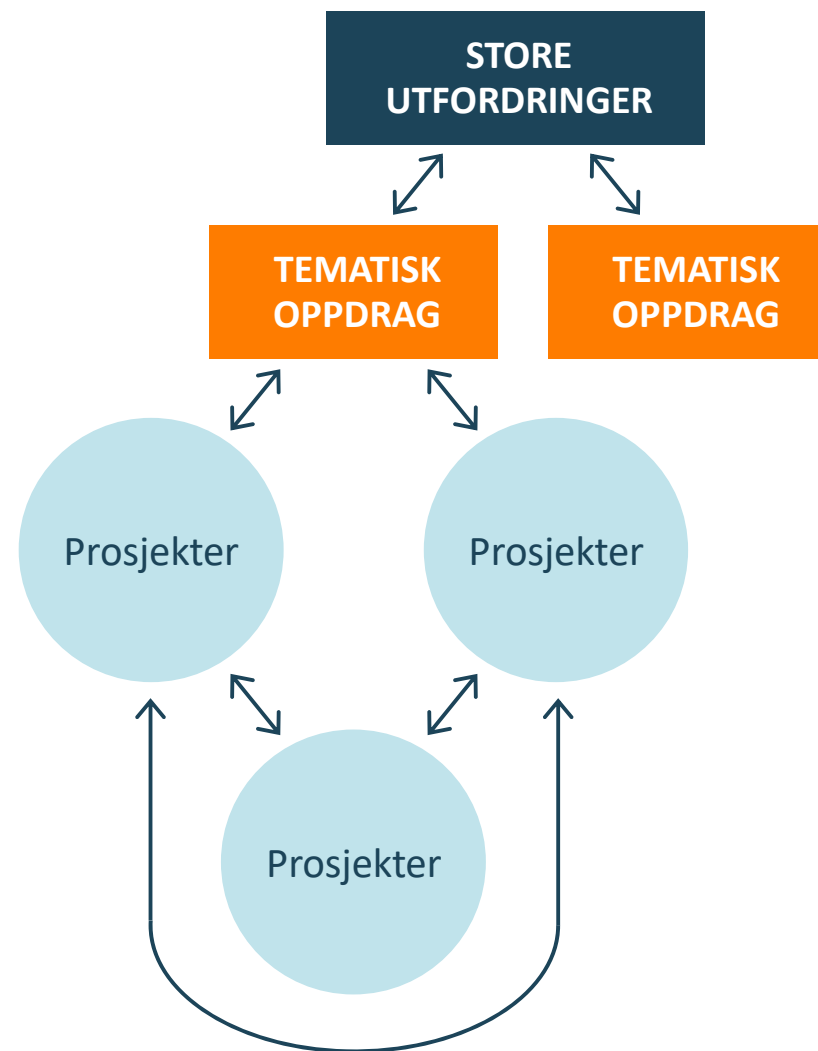 STORE
UTFORDRINGER
TEMATISK
OPPDRAG
TEMATISK
OPPDRAG
Prosjekter
Prosjekter
Prosjekter